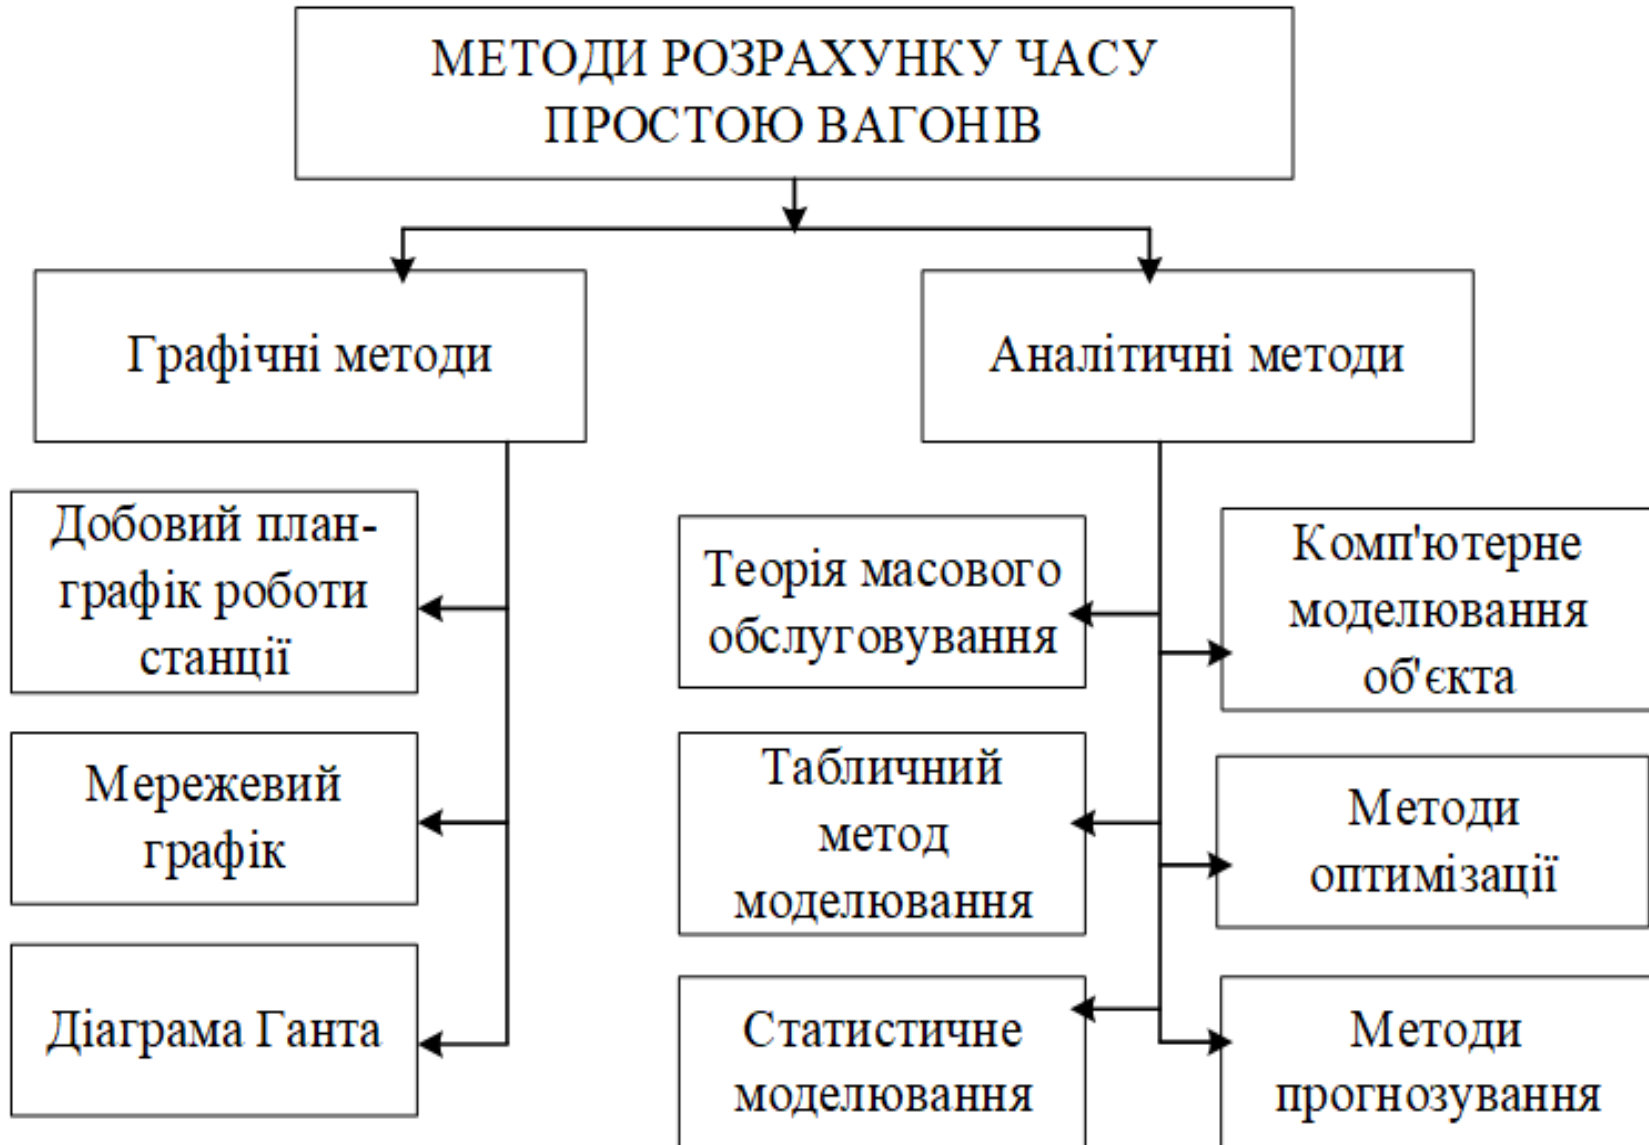 МЕТОДИ РОЗРАХУНКУ ЧАСУ
ПРОСТОЮ ВАГОНІВ
Графічні методи
Аналітичні методи
Добовий план-
графік роботи
станції
Мережевий
графік
Діаграма Ганта
Теорія масового
обслуговування
Табличний
метод
моделювання
Статистичне
моделювання
Комп'ютерне
моделювання
об'єкта
Методи
оптимізації
Методи
прогнозування